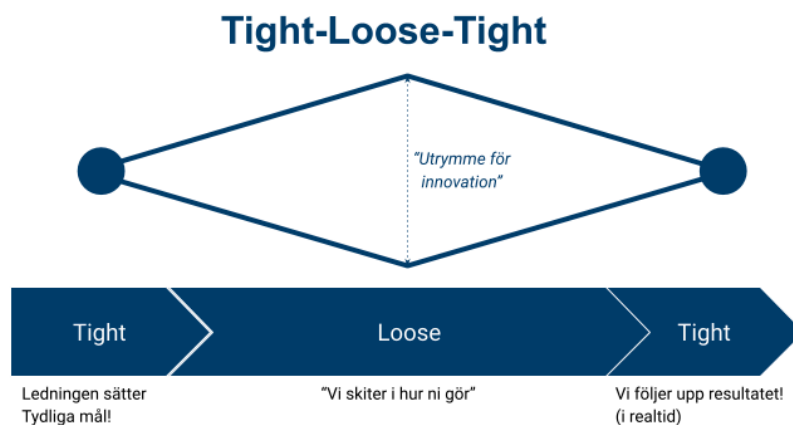 Tight-Loose-Tight
”Utrymme för
innovation”
Tight
Loose
Tight
Ledningen sätter
Tydliga mål!
”Vi skiter i hur ni gör”
Vi följer upp resultatet!
(i realtid)